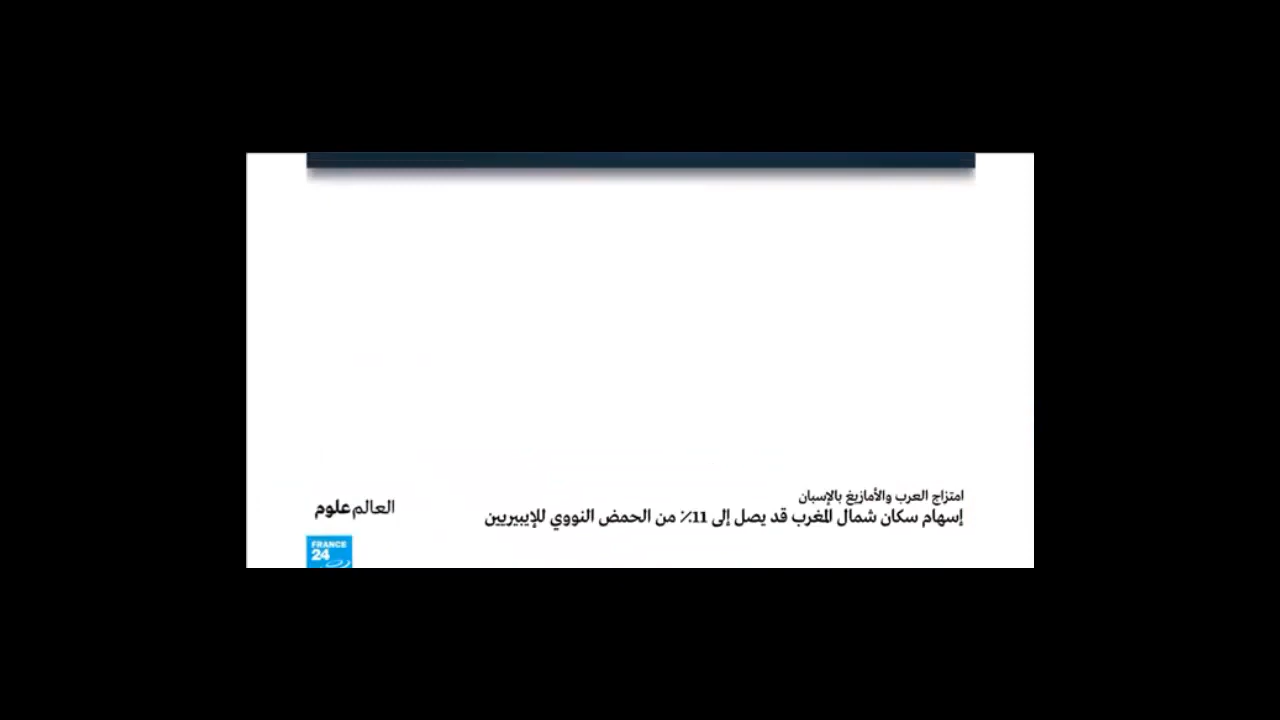 امتزاج العرب والأمازيغ بالإسبان
إسهام سكان شمال المغرب قد يصل إلى 11٪ من الحمض النووي للإيبيريين
العالم علوم
FRANCE
24